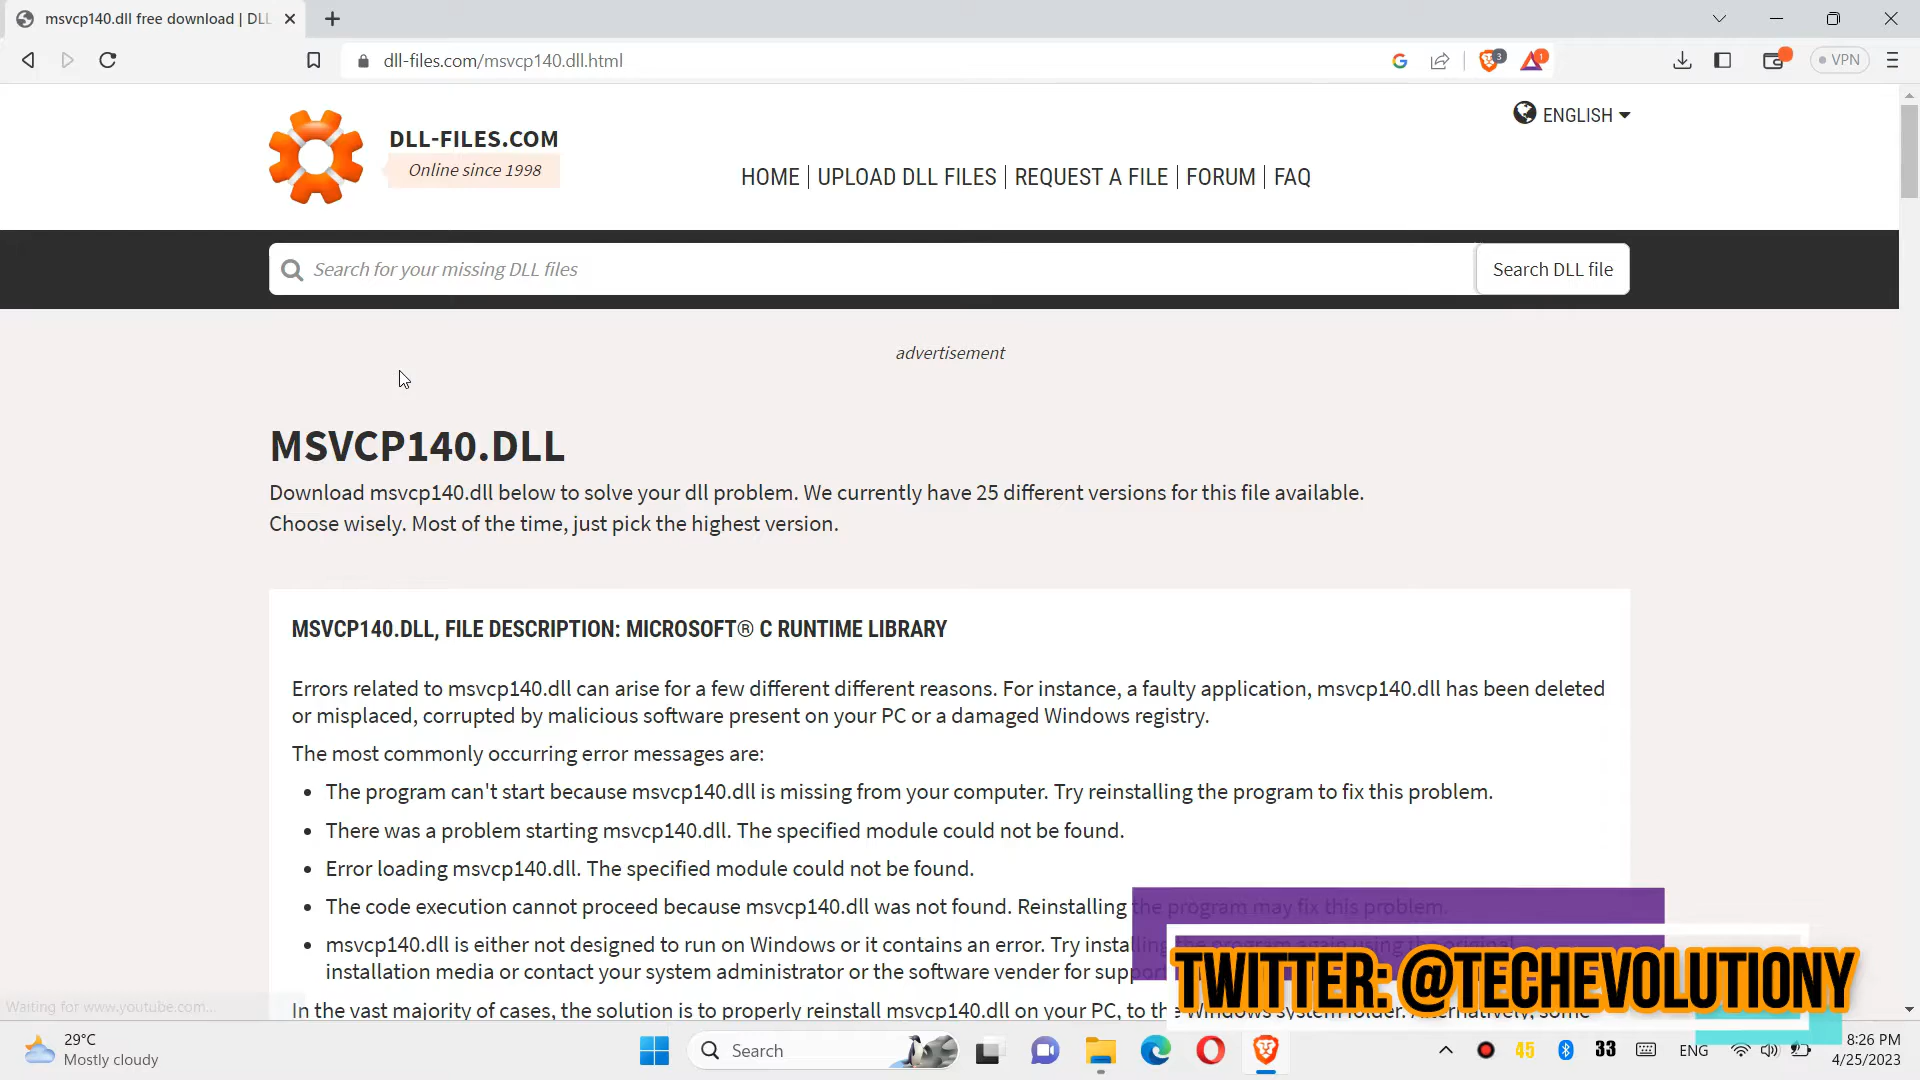 msvcp140.dll free download | DLL
dll-files.com/msvcp140.dll.html
3
1
VPN
DLL-FILES.COM
Online since 1998
ENGLISH
HOME | UPLOAD DLL FILES | REQUEST A FILE | FORUM | FAQ
Search for your missing DLL files
Search DLL file
advertisement
MSVCP140.DLL
Download msvcp140.dll below to solve your dll problem. We currently have 25 different versions for this file available.
Choose wisely. Most of the time, just pick the highest version.
MSVCP140.DLL, FILE DESCRIPTION: MICROSOFT® C RUNTIME LIBRARY
Errors related to msvcp140.dll can arise for a few different different reasons. For instance, a faulty application, msvcp140.dll has been deleted
or misplaced, corrupted by malicious software present on your PC or a damaged Windows registry.
The most commonly occurring error messages are:
• The program can't start because msvcp140.dll is missing from your computer. Try reinstalling the program to fix this problem.
• There was a problem starting msvcp140.dll. The specified module could not be found.
• Error loading msvcp140.dll. The specified module could not be found.
• The code execution cannot proceed because msvcp140.dll was not found. Reinstalling the program may fix this problem.
• msvcp140.dll is either not designed to run on Windows or it contains an error. Try installing the program again using the original
installation media or contact your system administrator or the software vender for support
In the vast majority of cases, the solution is to properly reinstall msvcp140.dll on your PC, to the Windows system folder. Alternatively, some
TWITTER: @TECHEVOLUTIONY
Waiting for www.youtube.com...
29°C
Mostly cloudy
Search
45
33
ENG
8:26 PM
4/25/2023